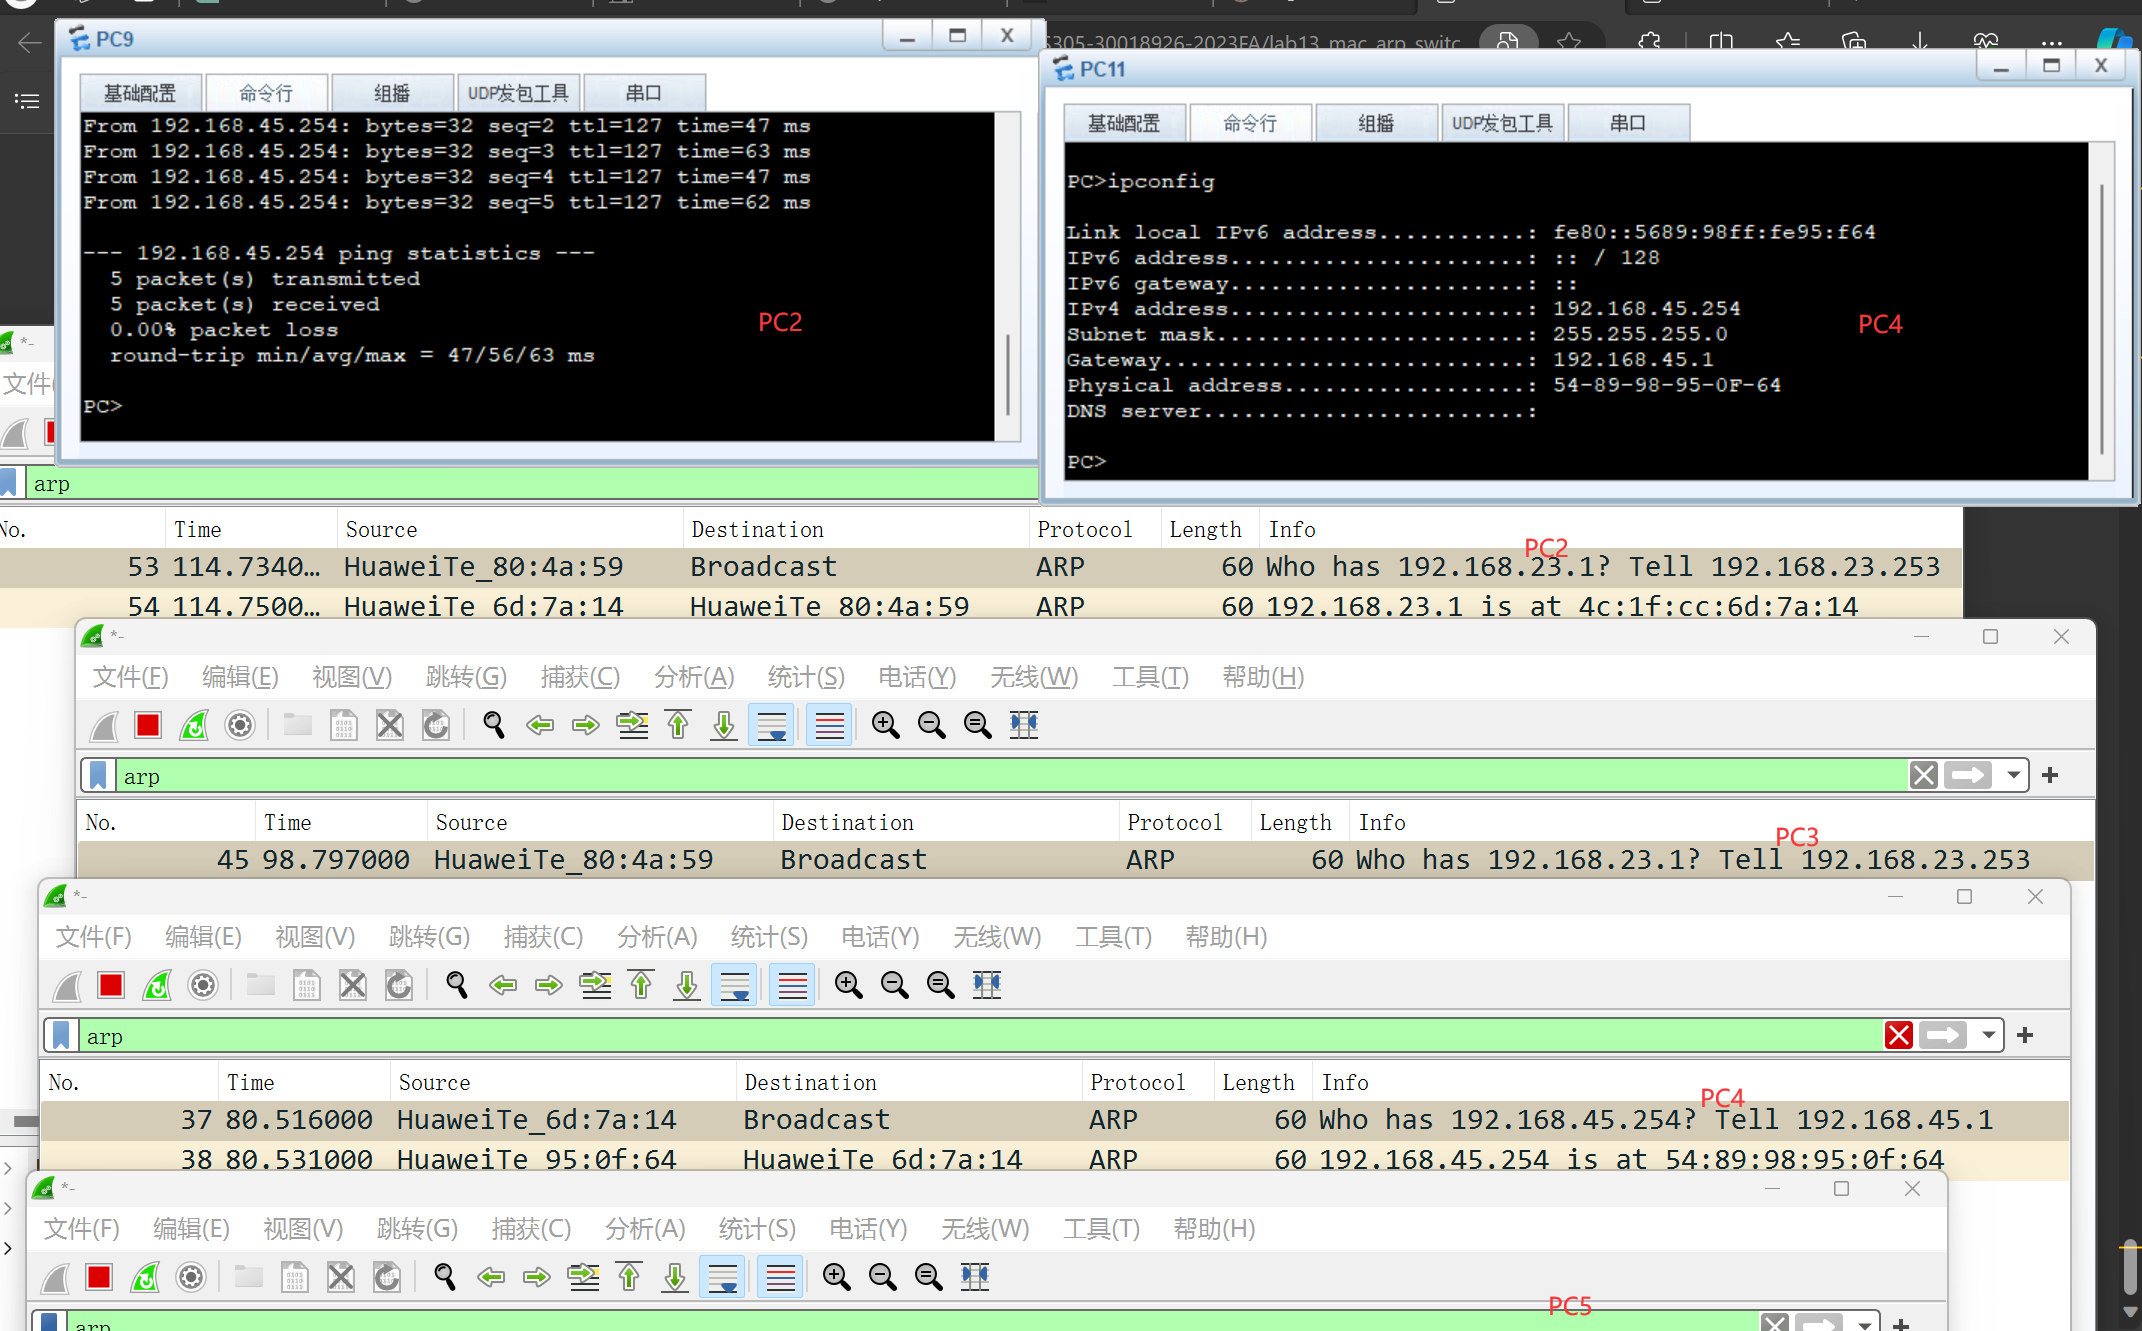 PC9
S305-30018926-2023FA/lab13 mac arp switc
PC11
基础配置 命令行 组播 UDP发包工具 串口
From 192.168.45.254: bytes=32 seq=2 ttl=127 time=47 ms
From 192.168.45.254: bytes=32 seq=3 ttl=127 time=63 ms
From 192.168.45.254: bytes=32 seq=4 ttl=127 time=47 ms
From 192.168.45.254: bytes=32 seq=5 ttl=127 time=62 ms
--- 192.168.45.254 ping statistics ---
5 packet(s) transmitted
5 packet(s) received
0.00% packet loss
round-trip min/avg/max = 47/56/63 ms
PC2
PC>
基础配置 命令行 组播 UDP发包工具 串口
PC>ipconfig
Link local IPv6 address...........: fe80::5689:98ff:fe95:f64
IPv6 address......................: :: / 128
IPv6 gateway......................: ::
IPv4 address......................: 192.168.45.254
Subnet mask.......................: 255.255.255.0
Gateway...........................: 192.168.45.1
Physical address..................: 54-89-98-95-0F-64
DNS server........................:
PC4
PC>
*-
文件(
arp
No. Time Source Destination Protocol Length Info
PC2
53 114.7340… HuaweiTe_80:4a:59 Broadcast ARP 60 Who has 192.168.23.1? Tell 192.168.23.253
54 114.7500… HuaweiTe_6d:7a:14 HuaweiTe_80:4a:59 ARP 60 192.168.23.1 is at 4c:1f:cc:6d:7a:14
*-
文件(F) 编辑(E) 视图(V) 跳转(G) 捕获(C) 分析(A) 统计(S) 电话(Y) 无线(W) 工具(T) 帮助(H)
arp
No. Time Source Destination Protocol Length Info
PC3
45 98.797000 HuaweiTe_80:4a:59 Broadcast ARP 60 Who has 192.168.23.1? Tell 192.168.23.253
*-
文件(F) 编辑(E) 视图(V) 跳转(G) 捕获(C) 分析(A) 统计(S) 电话(Y) 无线(W) 工具(T) 帮助(H)
arp
No. Time Source Destination Protocol Length Info
PC4
37 80.516000 HuaweiTe_6d:7a:14 Broadcast ARP 60 Who has 192.168.45.254? Tell 192.168.45.1
38 80.531000 HuaweiTe_95:0f:64 HuaweiTe_6d:7a:14 ARP 60 192.168.45.254 is at 54:89:98:95:0f:64
*-
文件(F) 编辑(E) 视图(V) 跳转(G) 捕获(C) 分析(A) 统计(S) 电话(Y) 无线(W) 工具(T) 帮助(H)
PC5
arp